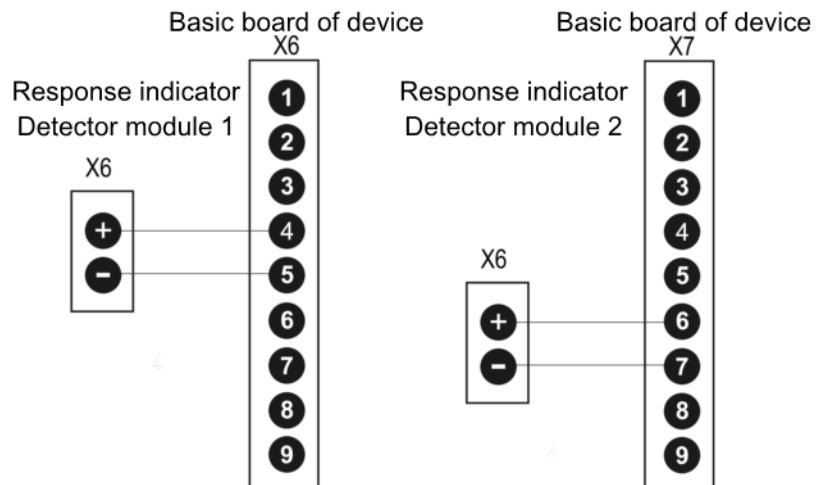 Basic board of device
X6
Response indicator
Detector module 1
X6
+
-
1
2
3
4
5
6
7
8
9
Basic board of device
X7
Response indicator
Detector module 2
X6
+
-
1
2
3
4
5
6
7
8
9